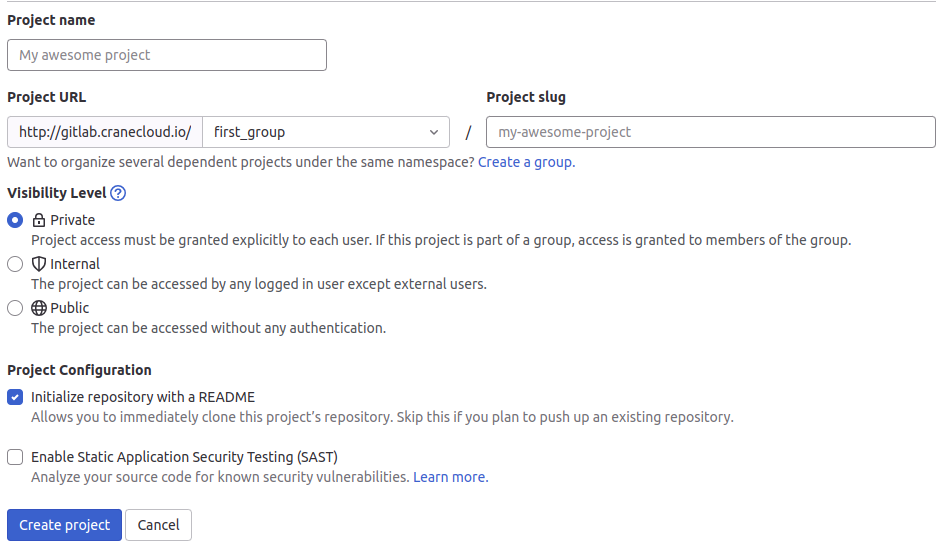 Project name
My awesome project
Project URL
Project slug
http://gitlab.cranecloud.io/ first_group / my-awesome-project
Want to organize several dependent projects under the same namespace? Create a group.
Visibility Level ?
Private
Project access must be granted explicitly to each user. If this project is part of a group, access is granted to members of the group.
Internal
The project can be accessed by any logged in user except external users.
Public
The project can be accessed without any authentication.
Project Configuration
Initialize repository with a README
Allows you to immediately clone this project's repository. Skip this if you plan to push up an existing repository.
Enable Static Application Security Testing (SAST)
Analyze your source code for known security vulnerabilities. Learn more.
Create project Cancel